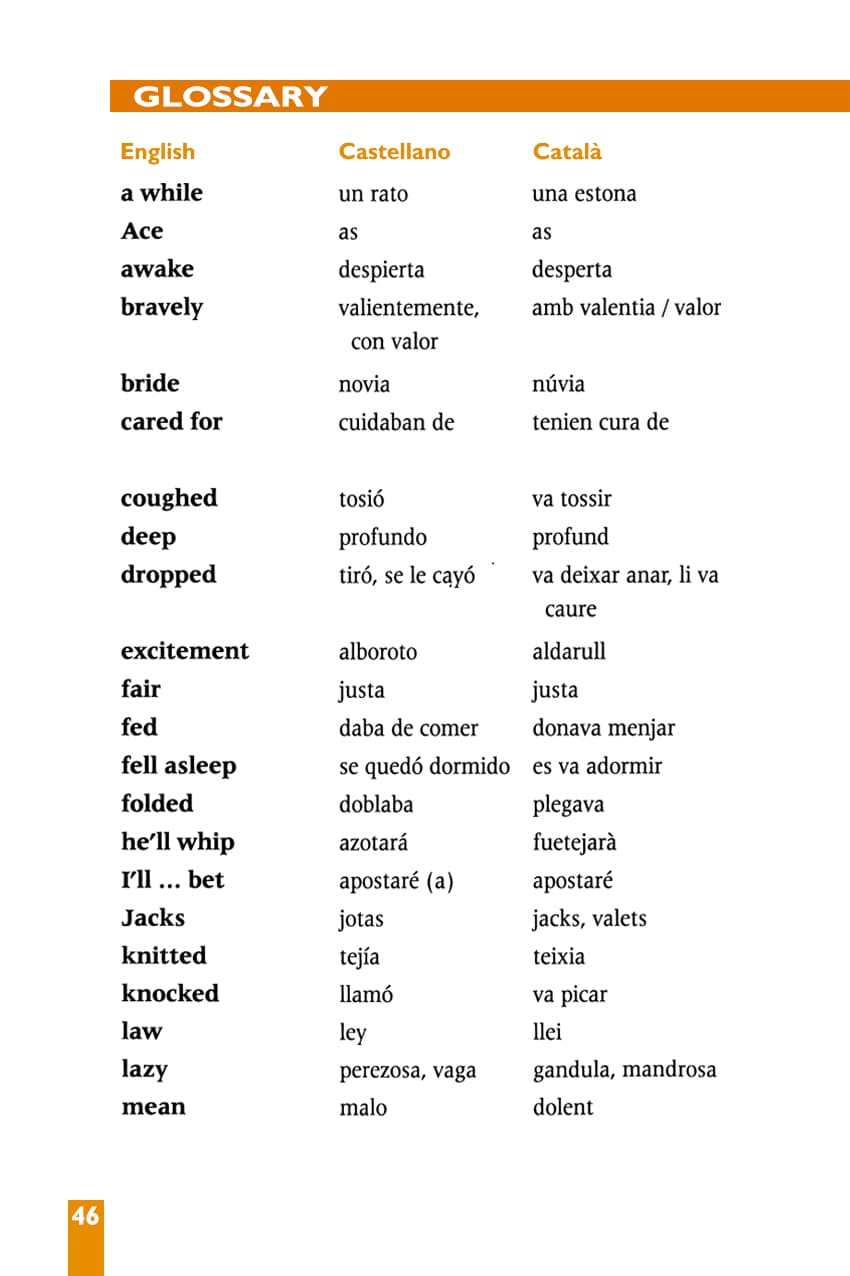 GLOSSARY
English Castellano Català
a while un rato una estona
Ace as as
awake despierta desperta
bravely valientemente, amb valentia / valor
con valor
bride novia núvia
cared for cuidaban de tenien cura de
coughed tosió va tossir
deep profundo profund
dropped tiró, se le cayó va deixar anar, li va
caure
excitement alboroto aldarull
fair justa justa
fed daba de comer donava menjar
fell asleep se quedó dormido es va adormir
folded doblaba plegava
he'll whip azotará fuetejarà
I'll ... bet apostaré (a) apostaré
Jacks jotas jacks, valets
knitted tejía teixia
knocked llamó va picar
law ley llei
lazy perezosa, vaga gandula, mandrosa
mean malo dolent
46